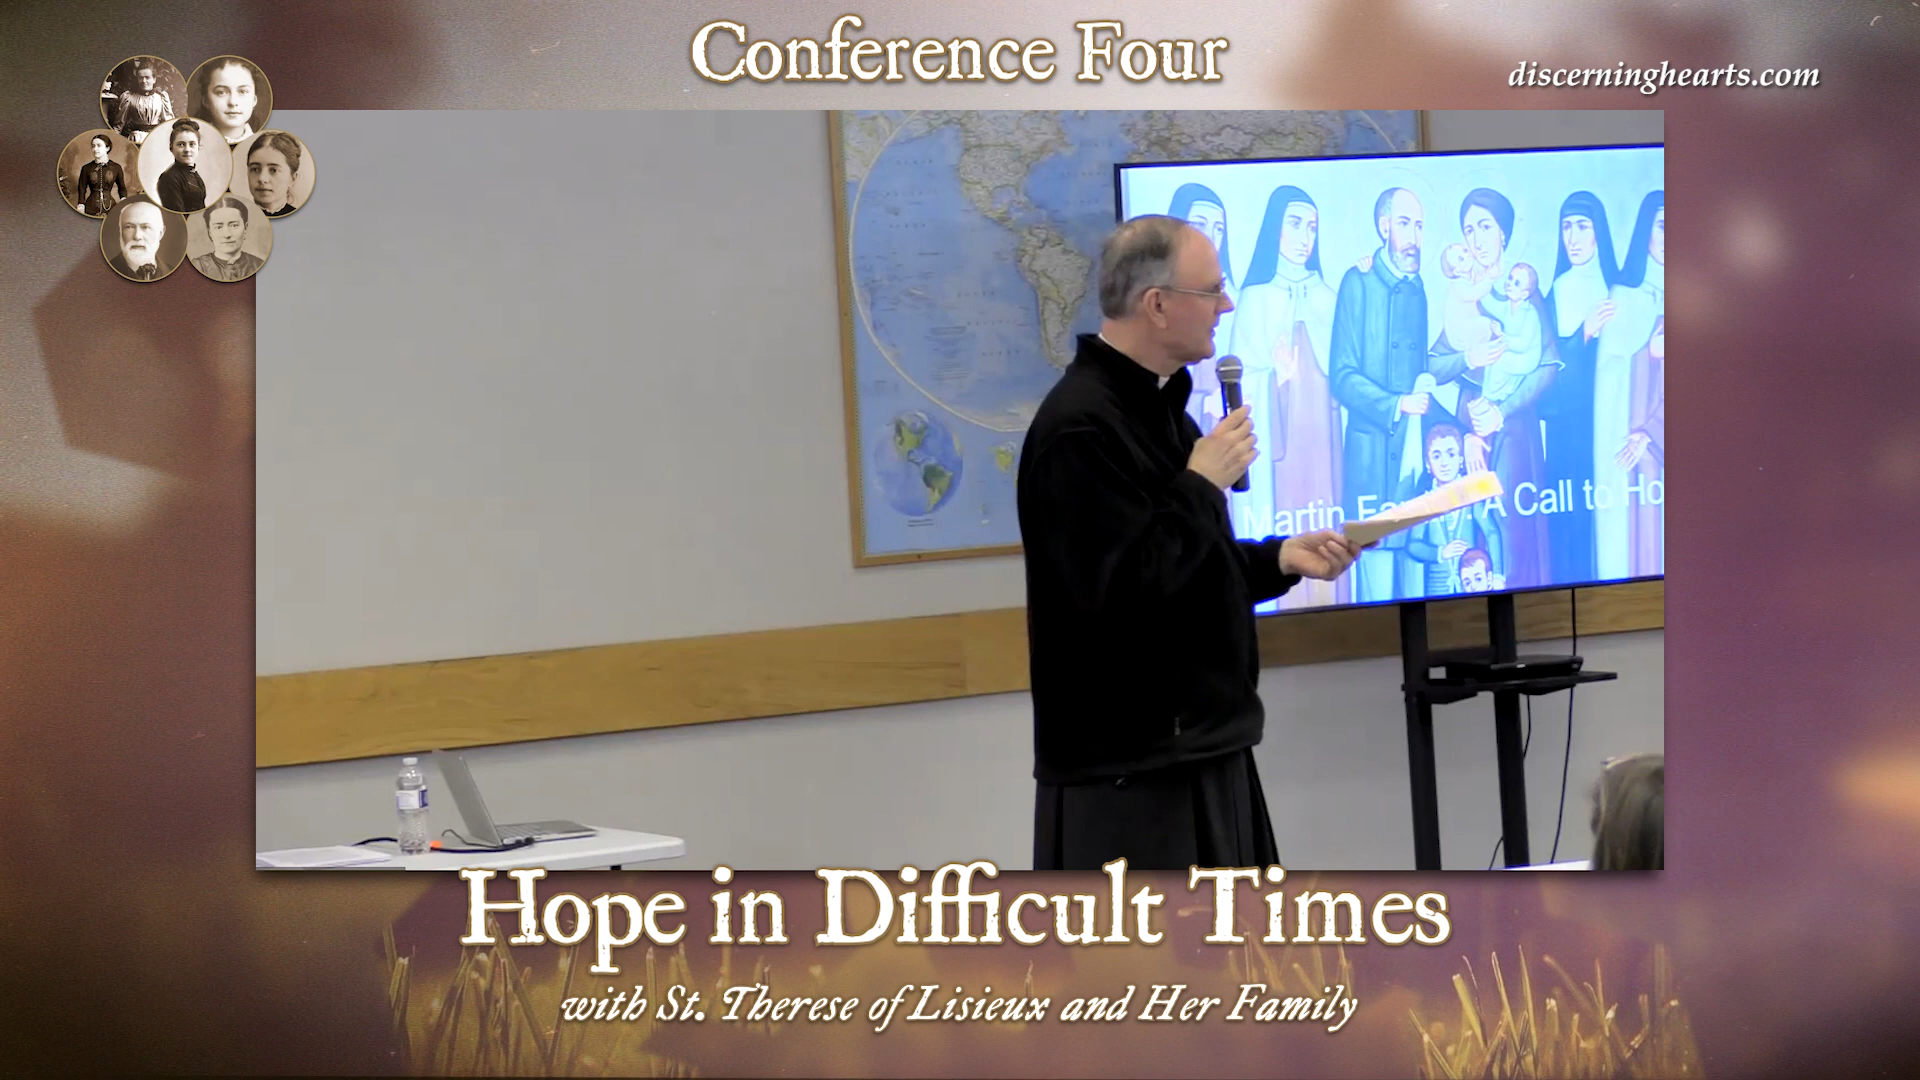 Conference Four
discerninghearts.com
Martin Family: A Call to Ho
Hope in Difficult Times
with St. Therese of Lisieux and Her Family